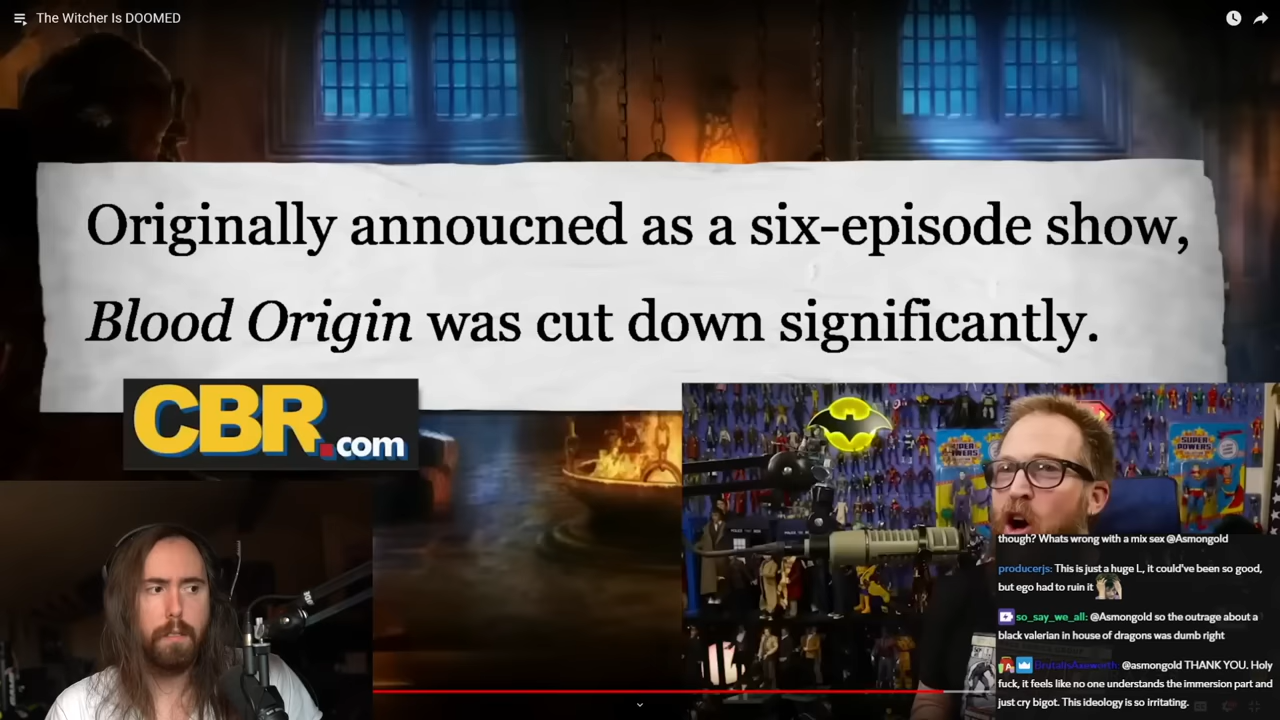 The Witcher Is DOOMED
Originally annoucned as a six-episode show,
Blood Origin was cut down significantly.
CBR.com
SUPER
POWERS
though? Whats wrong with a mix sex @Asmongold
producerjs: This is just a huge L, it could've been so good,
but ego had to ruin it
so_say_we_all: @Asmongold so the outrage about a
black valerian in house of dragons was dumb right
@asmongold THANK YOU. Holy
fuck, it feels like no one understands the immersion part and
just cry bigot. This ideology is so irritating.